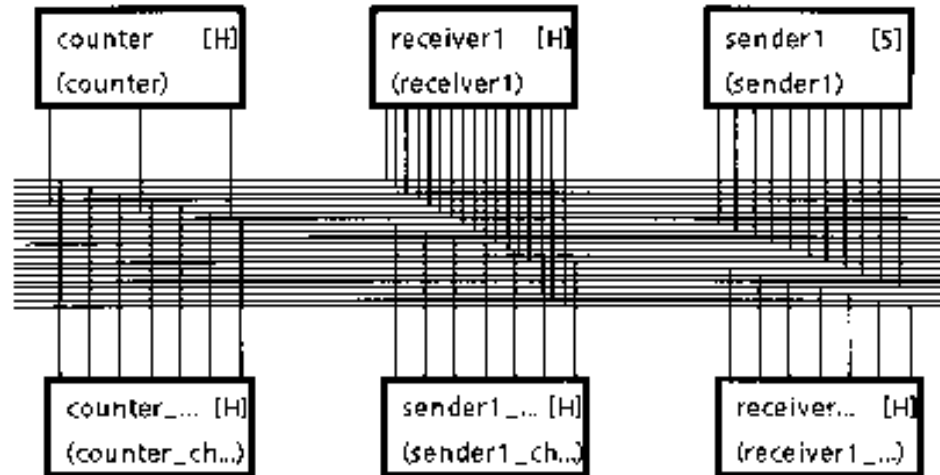 counter [H]
(counter)
receiver1 [H]
(receiver1)
sender1 [S]
(sender1)
counter_... [H]
(counter_ch...)
sender1_... [H]
(sender1_ch...)
receiver... [H]
(receiver1_...)